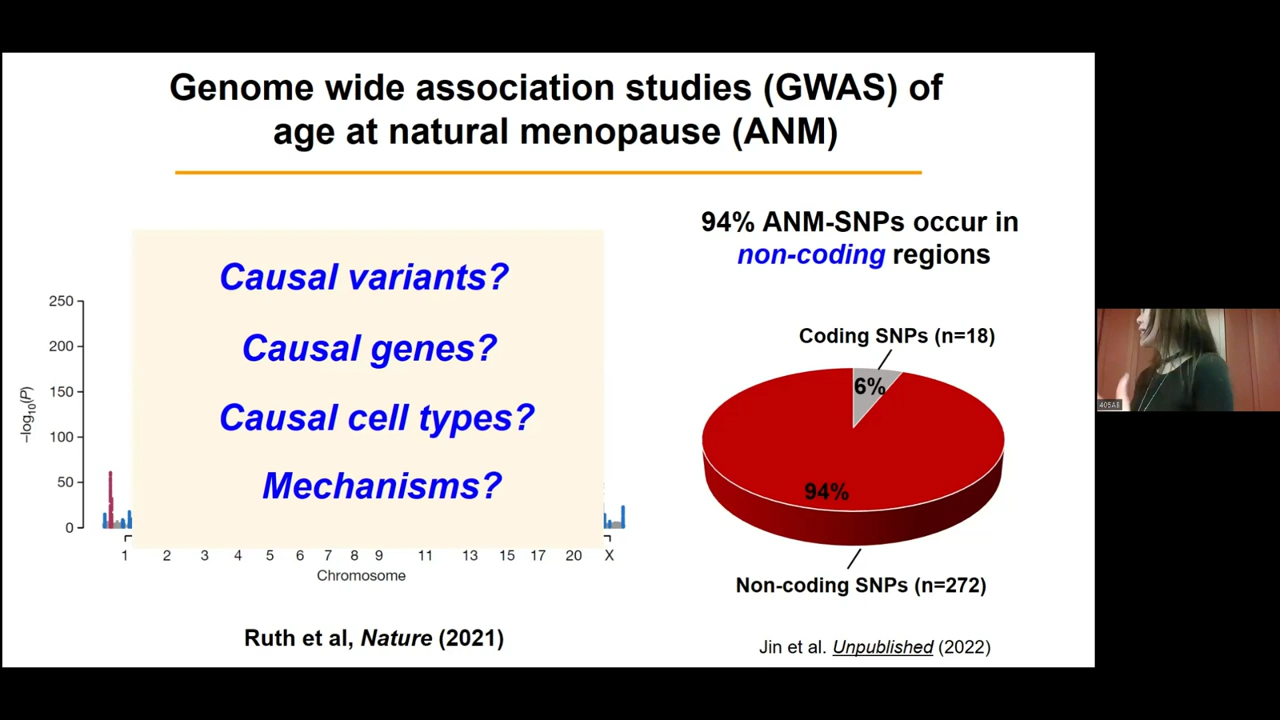 Genome wide association studies (GWAS) of
age at natural menopause (ANM)
Causal variants?
Causal genes?
Causal cell types?
Mechanisms?
250
200
150
100
50
0
–log10(P)
1 2 3 4 5 6 7 8 9 11 13 15 17 20 X
Chromosome
Ruth et al, Nature (2021)
94% ANM-SNPs occur in
non-coding regions
Coding SNPs (n=18)
6%
94%
Non-coding SNPs (n=272)
Jin et al. Unpublished (2022)
405AB